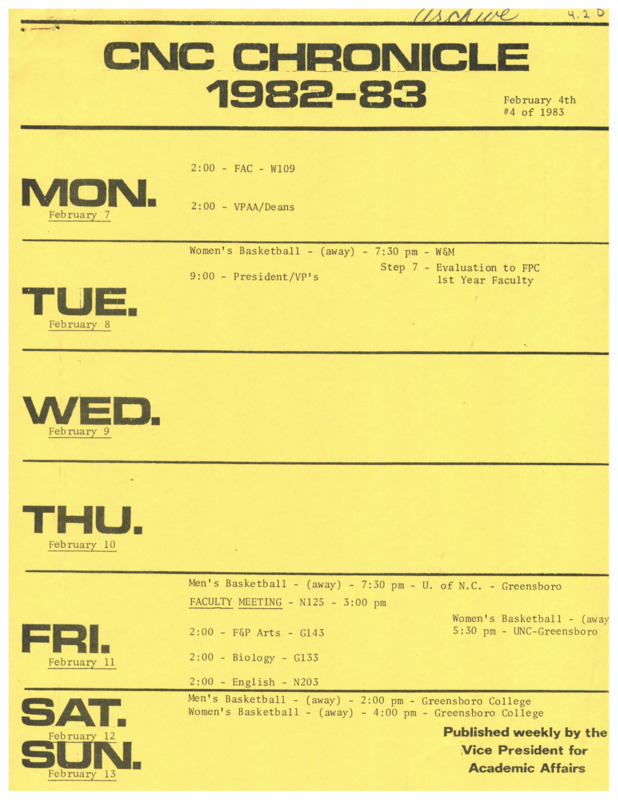 Archive 4.2 D
CNC CHRONICLE
1982-83
February 4th
#4 of 1983
MON.
February 7
2:00 - FAC - W109
2:00 - VPAA/Deans
TUE.
February 8
Women's Basketball - (away) - 7:30 pm - W&M
Step 7 - Evaluation to FPC
1st Year Faculty
9:00 - President/VP's
WED.
February 9
THU.
February 10
FRI.
February 11
Men's Basketball - (away) - 7:30 pm - U. of N.C. - Greensboro
FACULTY MEETING - N125 - 3:00 pm
Women's Basketball - (away
5:30 pm - UNC-Greensboro
2:00 - F&P Arts - G143
2:00 - Biology - G133
2:00 - English - N203
SAT.
February 12
Men's Basketball - (away) - 2:00 pm - Greensboro College
Women's Basketball - (away) - 4:00 pm - Greensboro College
SUN.
February 13
Published weekly by the
Vice President for
Academic Affairs